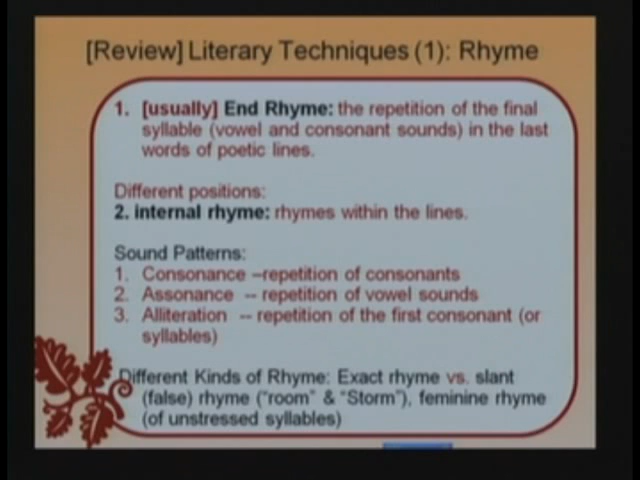 [Review] Literary Techniques (1): Rhyme
1. [usually] End Rhyme: the repetition of the final
syllable (vowel and consonant sounds) in the last
words of poetic lines.
Different positions:
2. internal rhyme: rhymes within the lines.
Sound Patterns:
1. Consonance –repetition of consonants
2. Assonance -- repetition of vowel sounds
3. Alliteration -- repetition of the first consonant (or
syllables)
Different Kinds of Rhyme: Exact rhyme vs. slant
(false) rhyme ("room" & "Storm"), feminine rhyme
(of unstressed syllables)